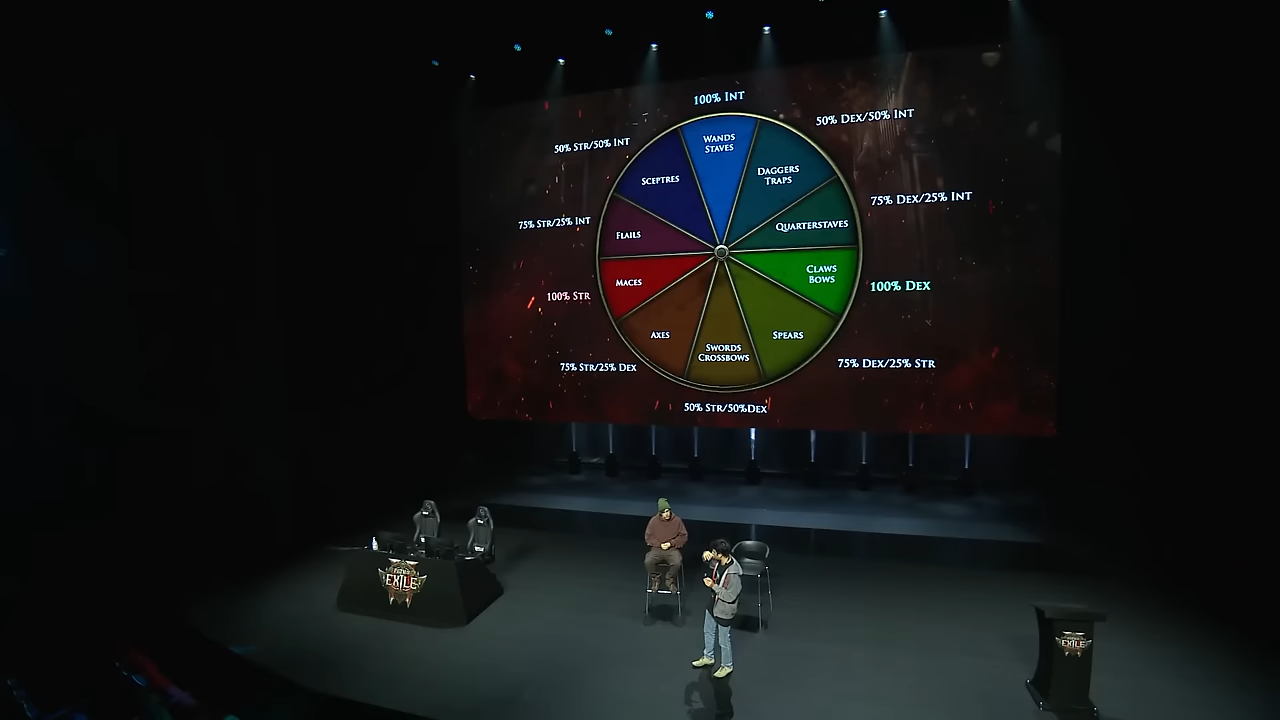 100% INT
50% DEX/50% INT
50% STR/50% INT
WANDS
STAVES
DAGGERS
TRAPS
SCEPTRES
75% DEX/25% INT
75% STR/25% INT
QUARTERSTAVES
FLAILS
CLAWS
BOWS
MACES
100% DEX
100% STR
AXES
SPEARS
SWORDS
CROSSBOWS
75% STR/25% DEX
75% DEX/25% STR
50% STR/50%DEX
EXILE
EXILE